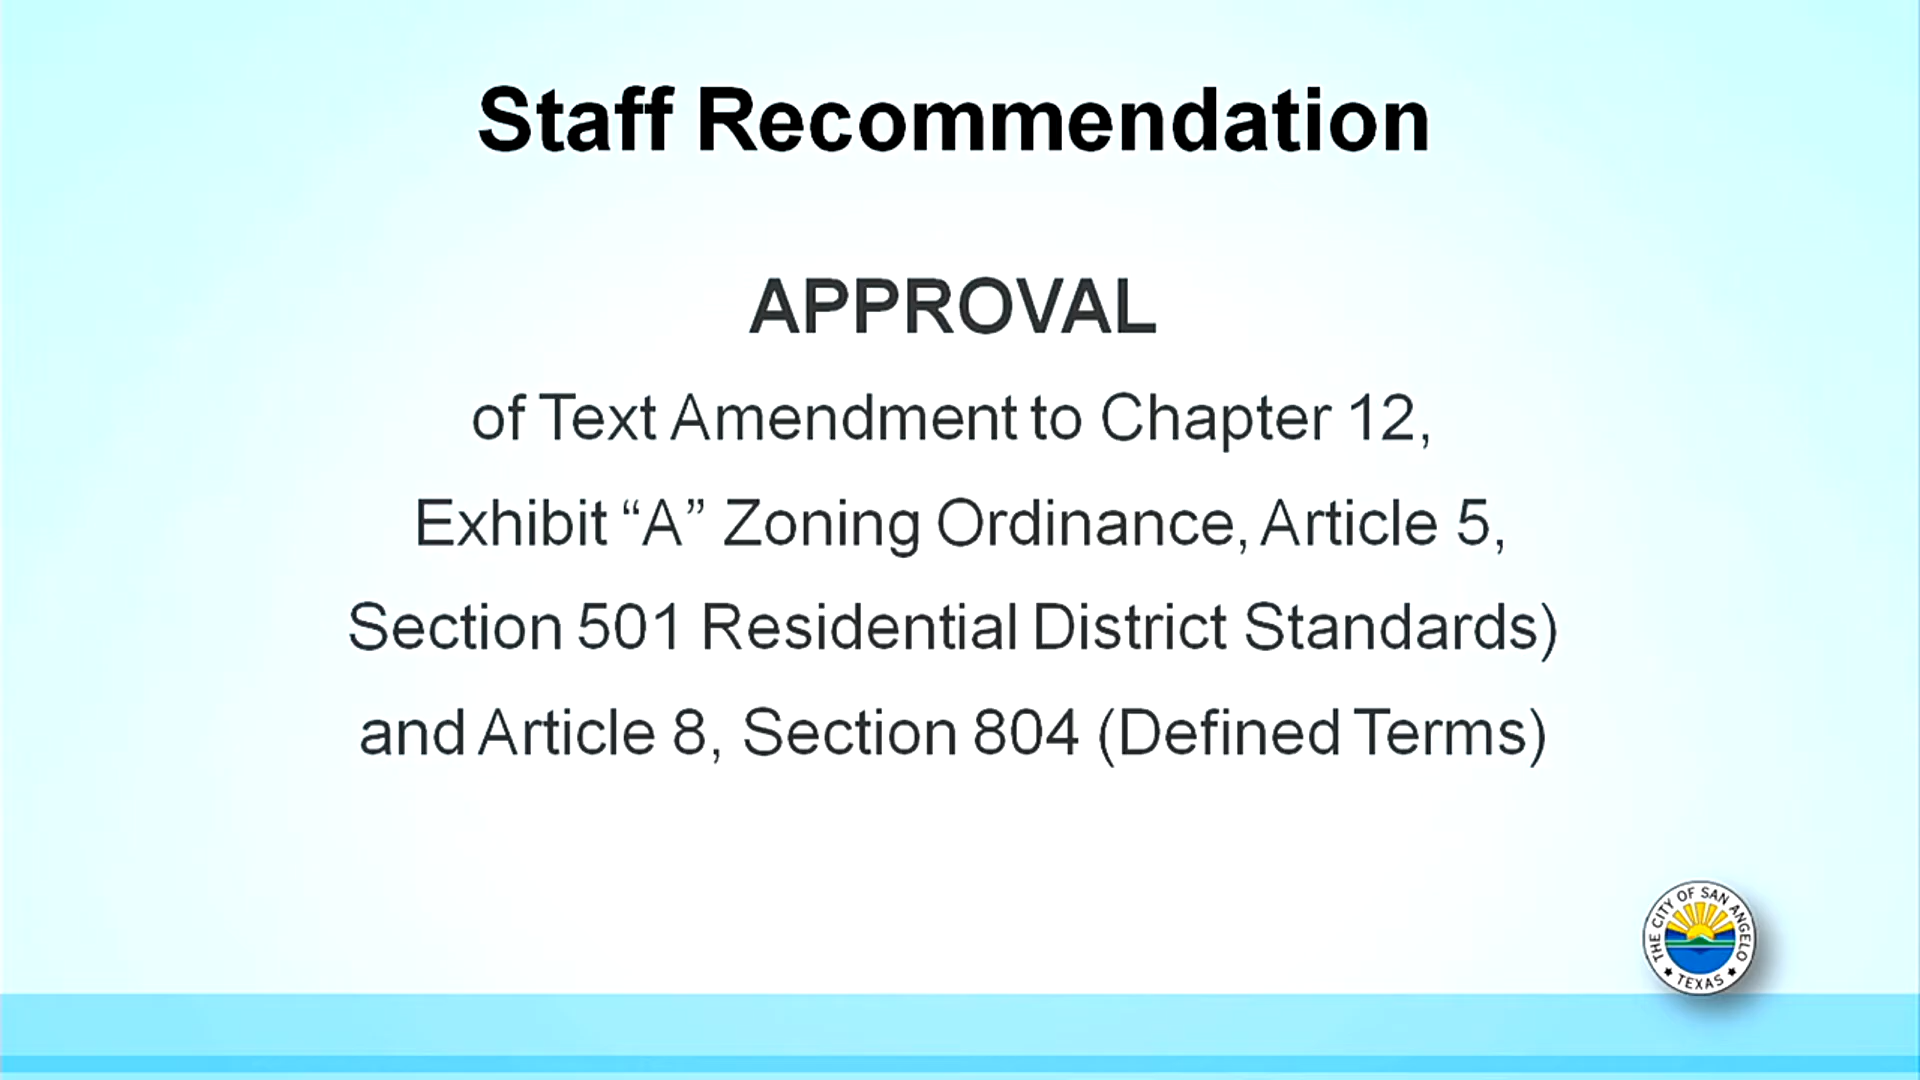 Staff Recommendation
APPROVAL
of Text Amendment to Chapter 12,
Exhibit “A” Zoning Ordinance, Article 5,
Section 501 Residential District Standards)
and Article 8, Section 804 (Defined Terms)
THE CITY OF SAN ANGELO
TEXAS